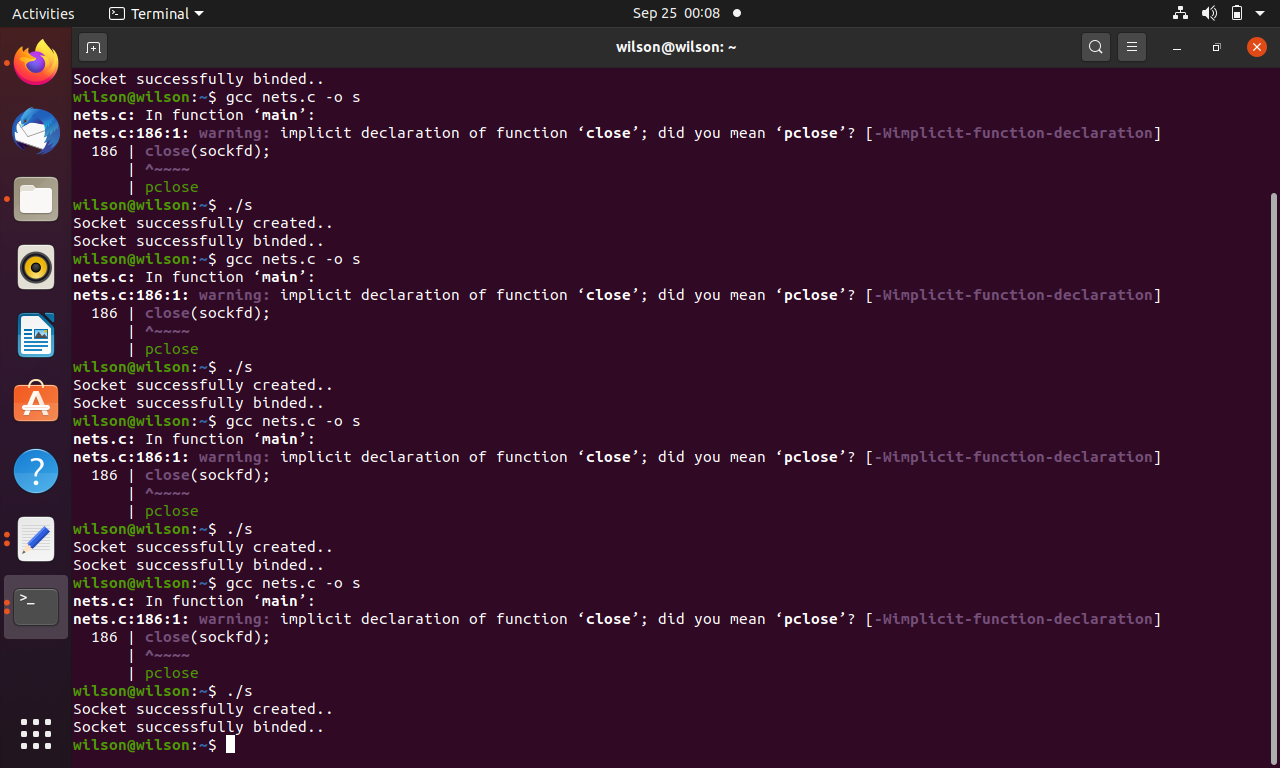 Activities
Terminal
Sep 25 00:08
wilson@wilson: ~
Socket successfully binded..
wilson@wilson:~$ gcc nets.c -o s
nets.c: In function ‘main’:
nets.c:186:1: warning: implicit declaration of function ‘close’; did you mean ‘pclose’? [-Wimplicit-function-declaration]
  186 | close(sockfd);
      | ^~~~~
      | pclose
wilson@wilson:~$ ./s
Socket successfully created..
Socket successfully binded..
wilson@wilson:~$ gcc nets.c -o s
nets.c: In function ‘main’:
nets.c:186:1: warning: implicit declaration of function ‘close’; did you mean ‘pclose’? [-Wimplicit-function-declaration]
  186 | close(sockfd);
      | ^~~~~
      | pclose
wilson@wilson:~$ ./s
Socket successfully created..
Socket successfully binded..
wilson@wilson:~$ gcc nets.c -o s
nets.c: In function ‘main’:
nets.c:186:1: warning: implicit declaration of function ‘close’; did you mean ‘pclose’? [-Wimplicit-function-declaration]
  186 | close(sockfd);
      | ^~~~~
      | pclose
wilson@wilson:~$ ./s
Socket successfully created..
Socket successfully binded..
wilson@wilson:~$ gcc nets.c -o s
nets.c: In function ‘main’:
nets.c:186:1: warning: implicit declaration of function ‘close’; did you mean ‘pclose’? [-Wimplicit-function-declaration]
  186 | close(sockfd);
      | ^~~~~
      | pclose
wilson@wilson:~$ ./s
Socket successfully created..
Socket successfully binded..
wilson@wilson:~$